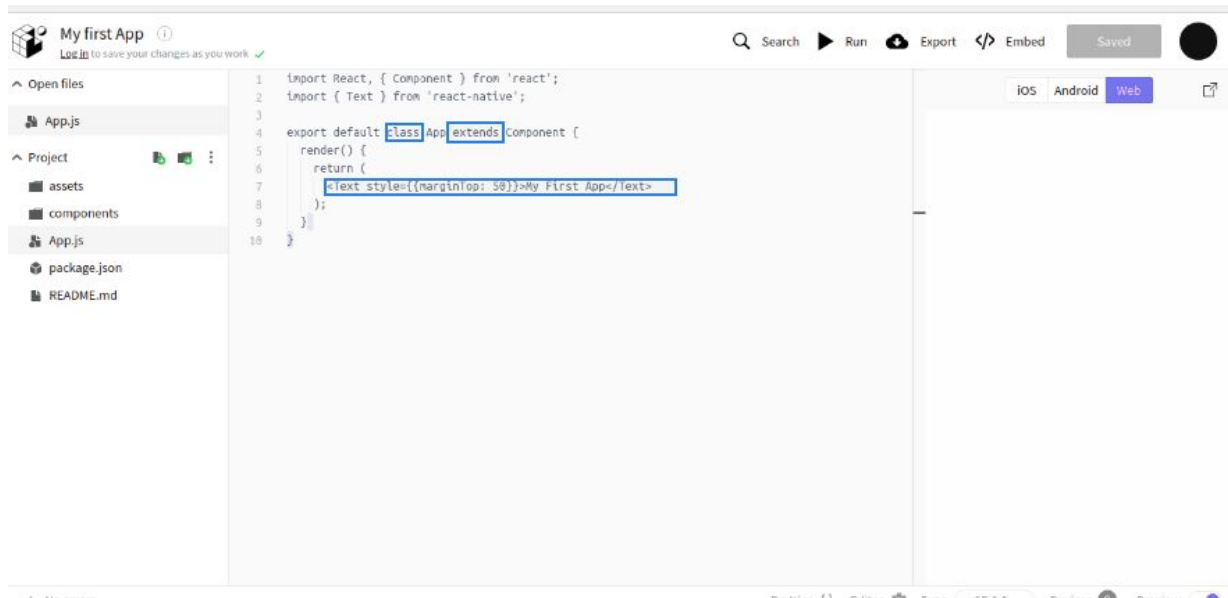 My first App
Log in to save your changes as you work
Search Run Export Embed Saved
Open files
App.js
Project
assets
components
App.js
package.json
README.md
1 import React, { Component } from 'react';
2 import { Text } from 'react-native';
3
4 export default class App extends Component {
5 render() {
6 return (
7 <Text style={{marginTop: 50}}>My First App</Text>
8 );
9 }
10 }
iOS Android Web